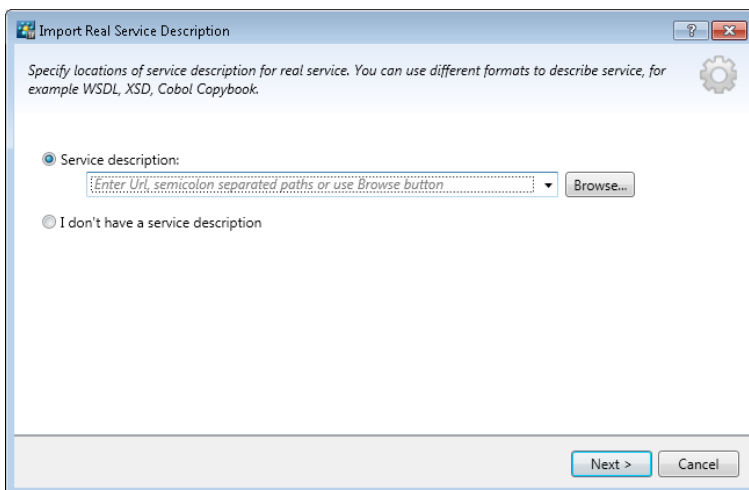 Import Real Service Description
Specify locations of service description for real service. You can use different formats to describe service, for
example WSDL, XSD, Cobol Copybook.
Service description:
Enter Url, semicolon separated paths or use Browse button
Browse...
I don't have a service description
Next >
Cancel